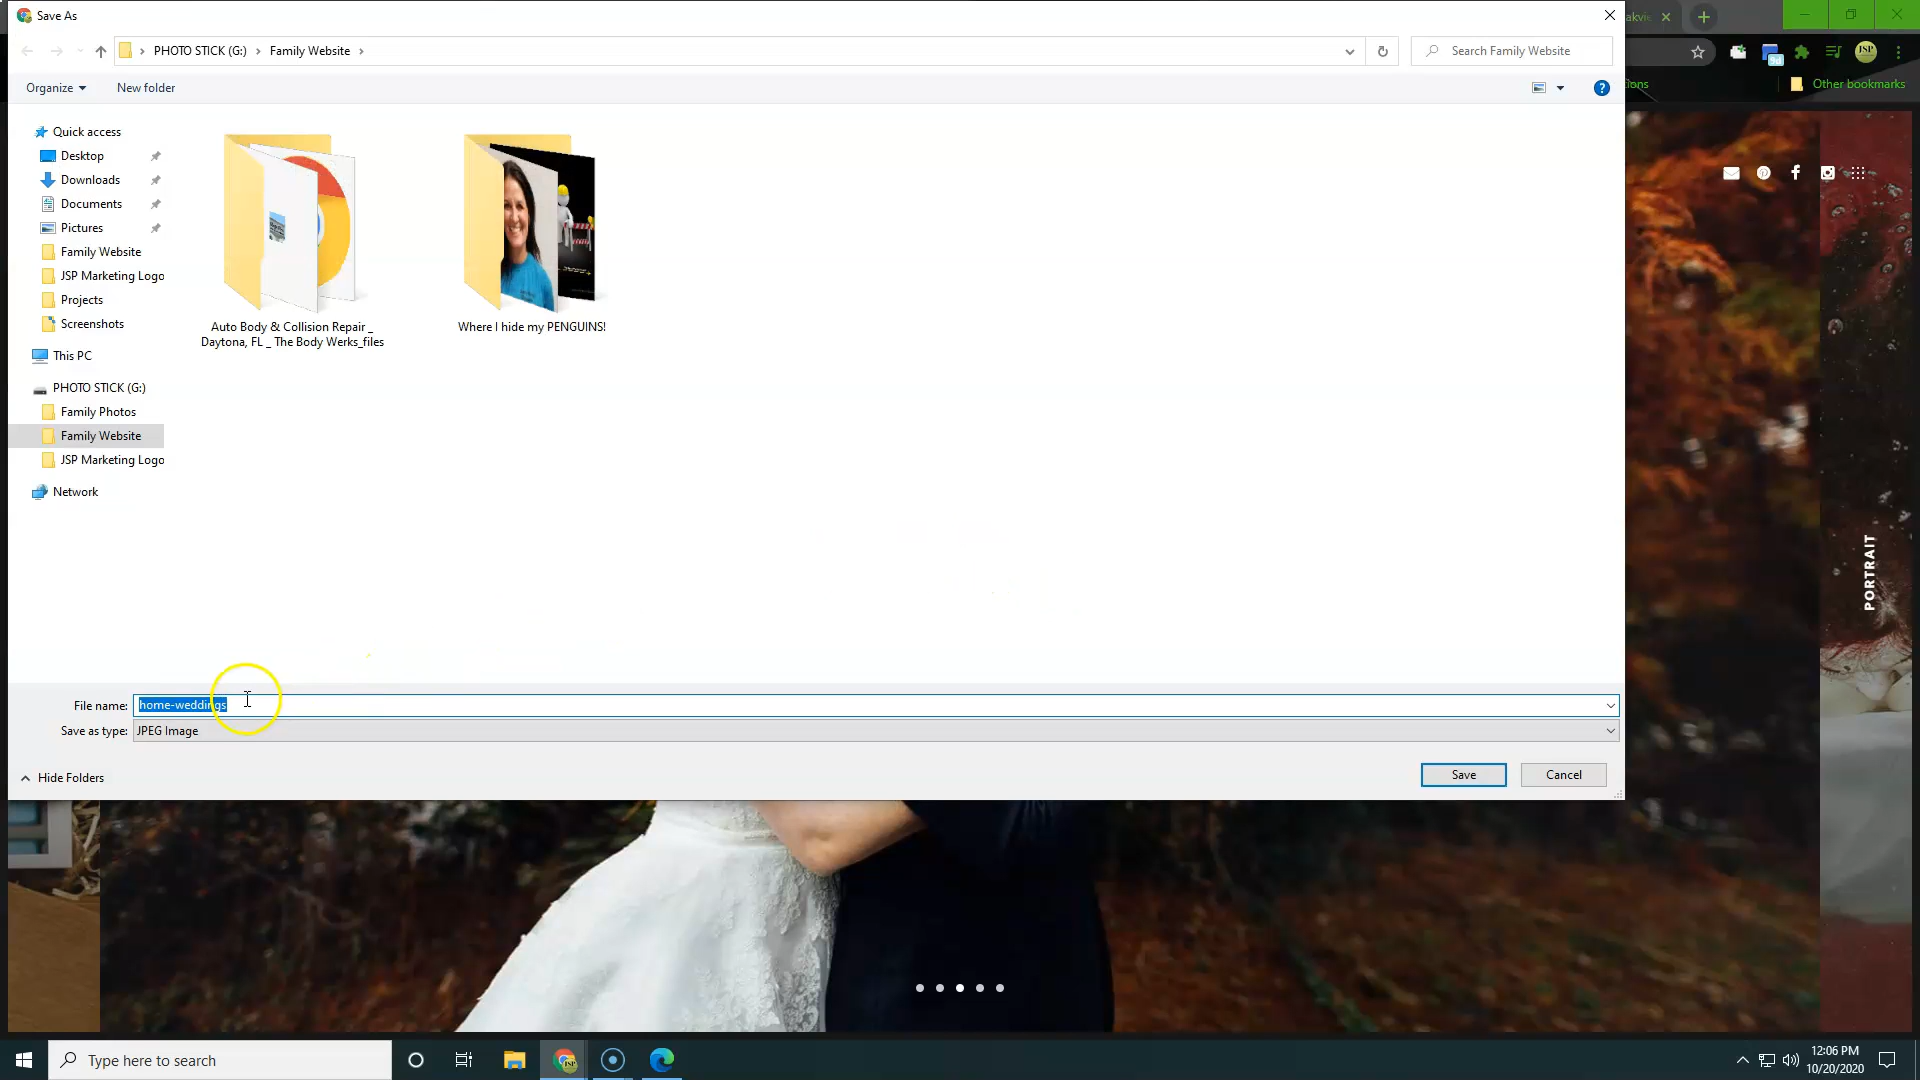 Save As
PHOTO STICK (G:)
Family Website
Search Family Website
akvie
Organize
New folder
ions
Other bookmarks
Quick access
Desktop
Downloads
Documents
Pictures
Family Website
JSP Marketing Logo
Projects
Screenshots
This PC
PHOTO STICK (G:)
Family Photos
Family Website
JSP Marketing Logo
Network
Auto Body & Collision Repair _
Daytona, FL _ The Body Werks_files
Where I hide my PENGUINS!
PORTRAIT
File name:
home-weddings
Save as type:
JPEG Image
Hide Folders
Save
Cancel
Type here to search
12:06 PM
10/20/2020